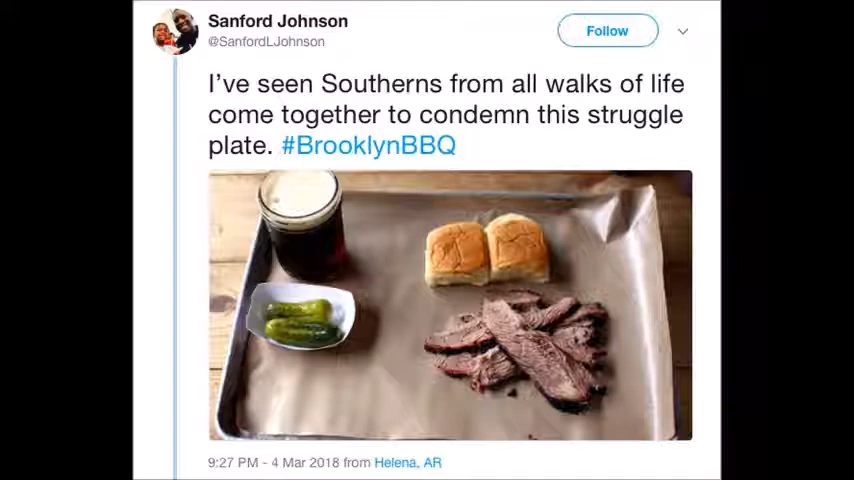 Sanford Johnson
@SanfordLJohnson
Follow
I've seen Southerns from all walks of life
come together to condemn this struggle
plate. #BrooklynBBQ
9:27 PM - 4 Mar 2018 from Helena, AR